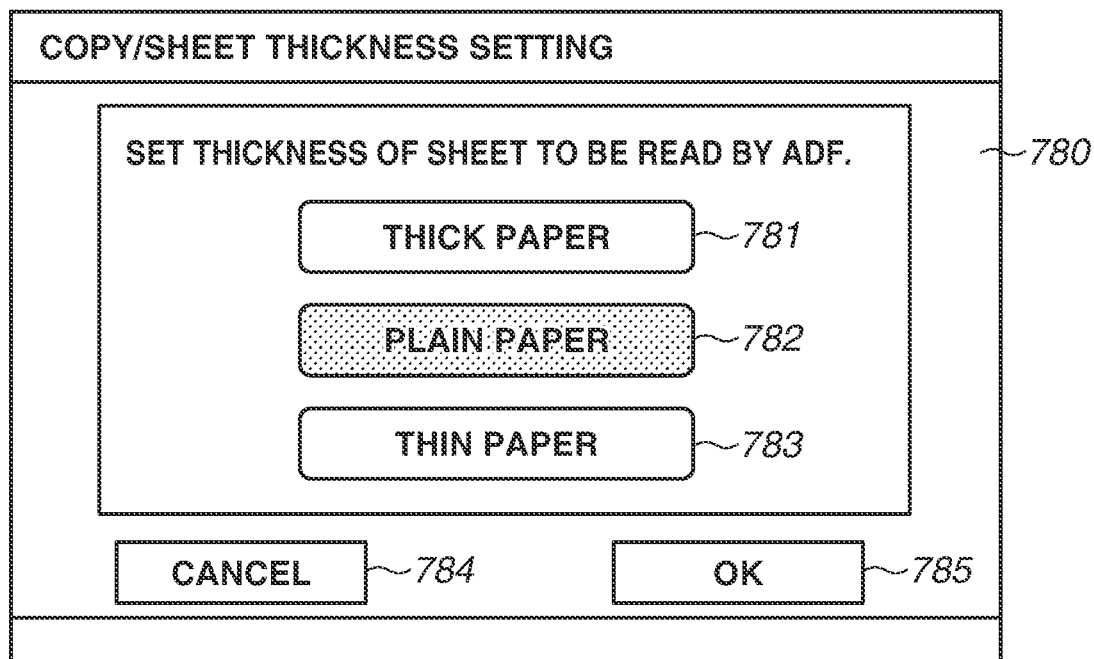 COPY/SHEET THICKNESS SETTING
SET THICKNESS OF SHEET TO BE READ BY ADF.
780
THICK PAPER
781
PLAIN PAPER
782
THIN PAPER
783
CANCEL
784
OK
785